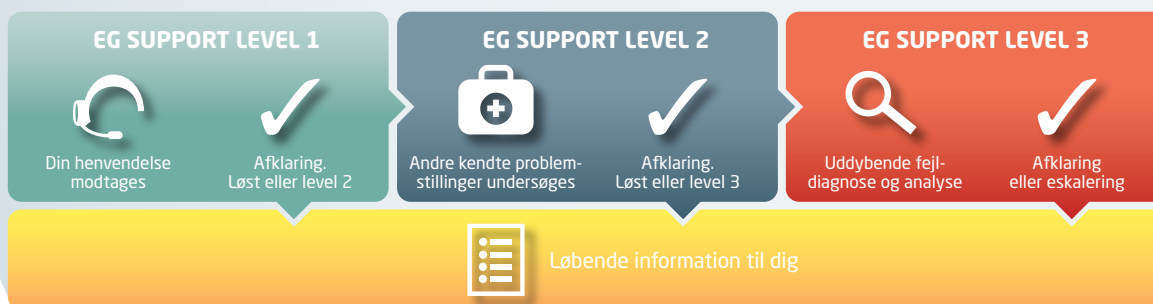 EG SUPPORT LEVEL 1
Din henvendelse
modtages
Afklaring.
Løst eller level 2
EG SUPPORT LEVEL 2
Andre kendte problem-
stillinger undersøges
Afklaring.
Løst eller level 3
EG SUPPORT LEVEL 3
Uddybende fejl-
diagnose og analyse
Afklaring
eller eskalering
Løbende information til dig